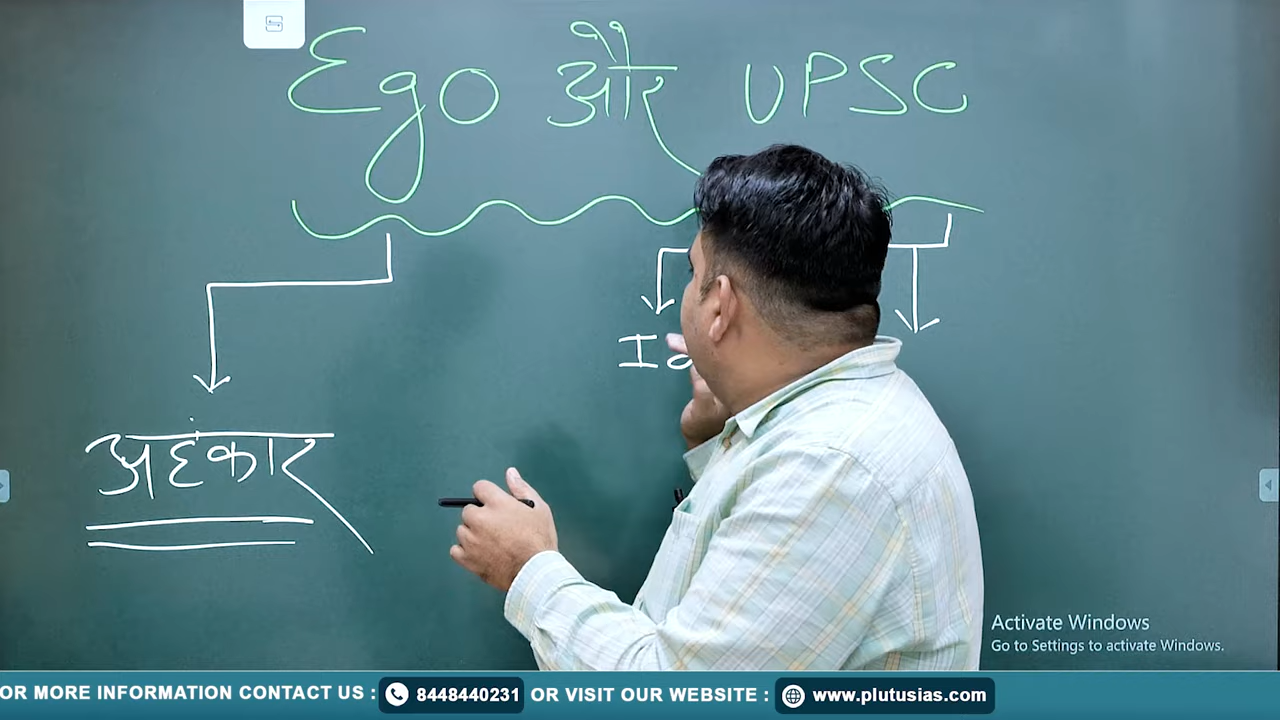 Ego और UPSC
अहंकार
Activate Windows
Go to Settings to activate Windows.
OR MORE INFORMATION CONTACT US : 8448440231 OR VISIT OUR WEBSITE : www.plutusias.com